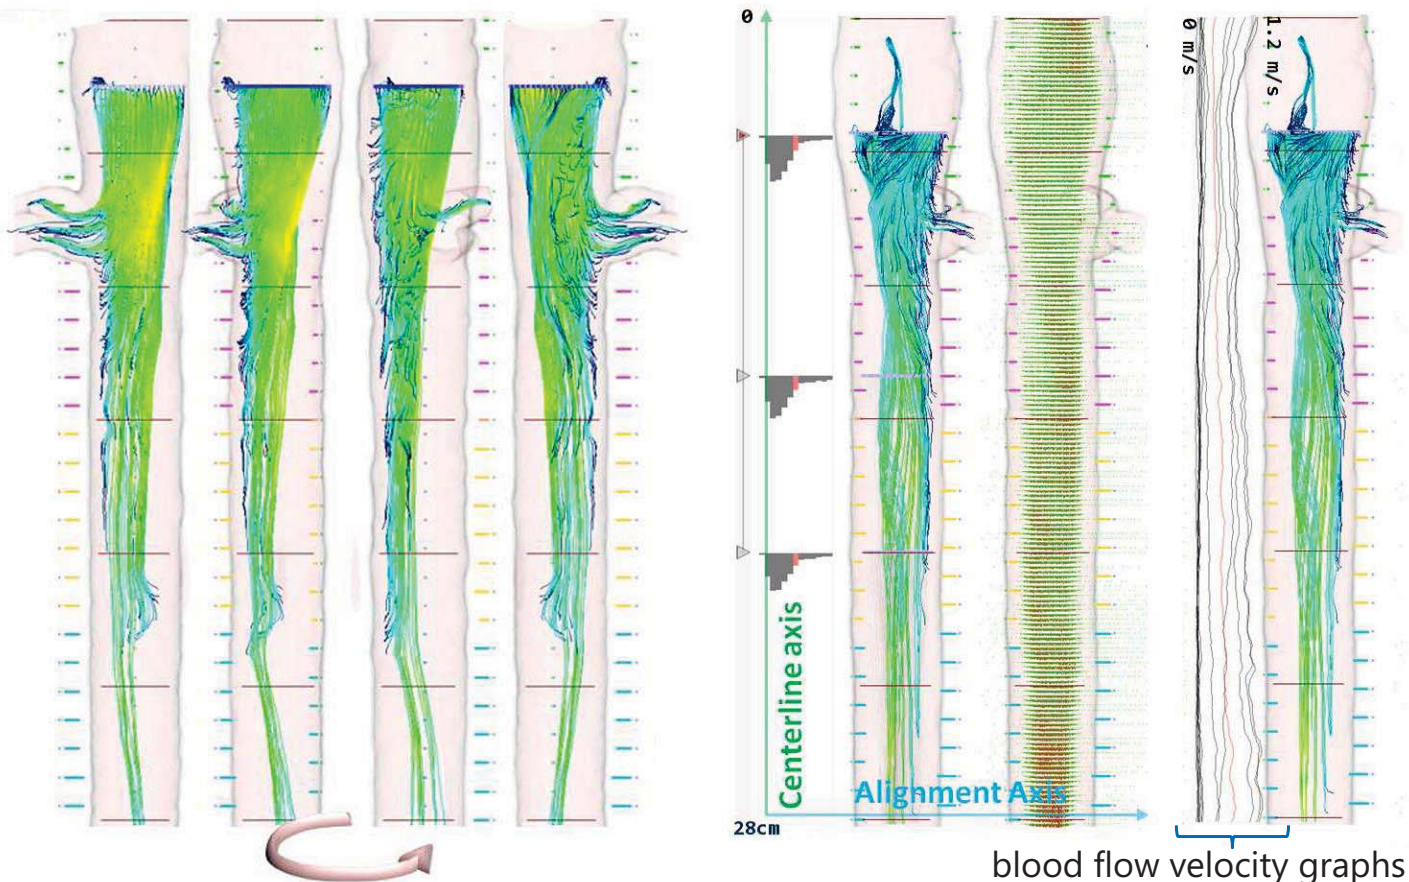 0
0 m/s
1.2 m/s
Centerline axis
Alignment Axis
28cm
blood flow velocity graphs